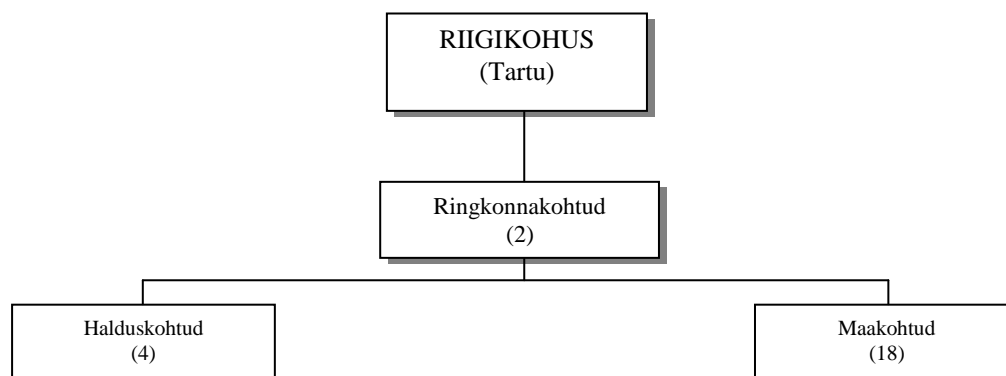 RIIGIKOHUS
(Tartu)
Ringkonnakohtud
(2)
Halduskohtud
(4)
Maakohtud
(18)